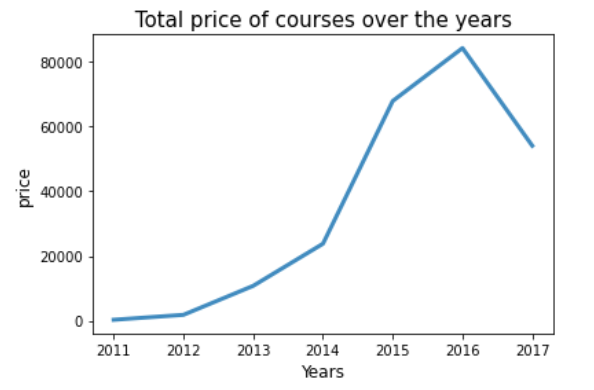 Total price of courses over the years
80000
60000
40000
20000
0
price
2011 2012 2013 2014 2015 2016 2017
Years